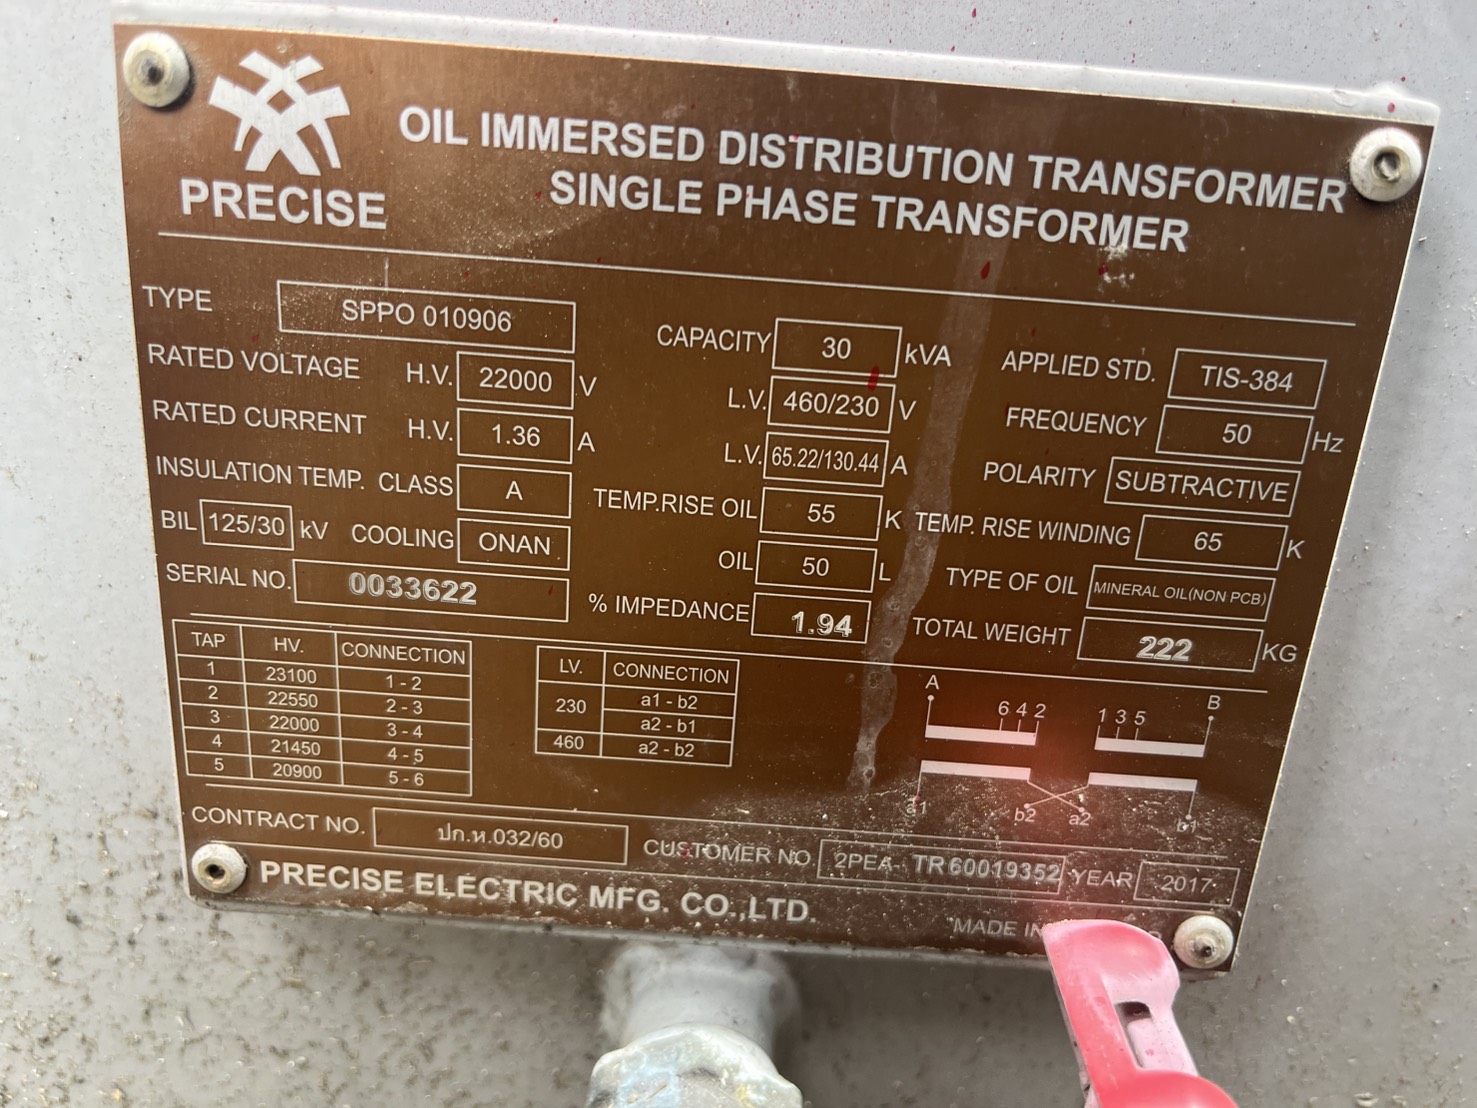 PRECISE
OIL IMMERSED DISTRIBUTION TRANSFORMER
SINGLE PHASE TRANSFORMER
TYPE SPPO 010906 CAPACITY 30 kVA APPLIED STD. TIS-384
RATED VOLTAGE H.V. 22000 V L.V. 460/230 V FREQUENCY 50 Hz
RATED CURRENT H.V. 1.36 A L.V. 65.22/130.44 A POLARITY SUBTRACTIVE
INSULATION TEMP. CLASS A TEMP.RISE OIL 55 K TEMP. RISE WINDING 65 K
BIL 125/30 kV COOLING ONAN OIL 50 L TYPE OF OIL MINERAL OIL(NON PCB)
SERIAL NO. 0033622 % IMPEDANCE 1.94 TOTAL WEIGHT 222 KG
TAP HV. CONNECTION
1 23100 1 - 2
2 22550 2 - 3
3 22000 3 - 4
4 21450 4 - 5
5 20900 5 - 6
LV. CONNECTION
230 a1 - b2
a2 - b1
460 a2 - b2
A B
6 4 2 1 3 5
a1 b2 a2 b1
CONTRACT NO. ปก.ห.032/60 CUSTOMER NO. 2PEA- TR60019352 YEAR 2017
PRECISE ELECTRIC MFG. CO.,LTD.
MADE IN